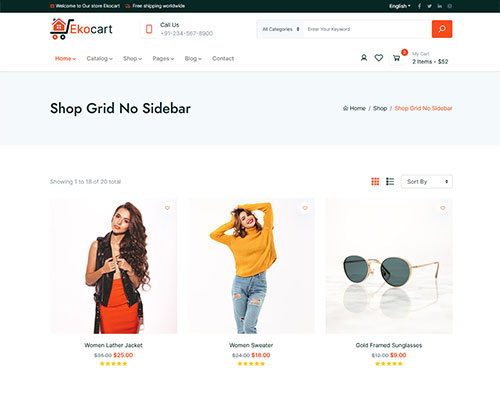 Welcome to Our store Ekocart
Free shipping worldwide
English
Ekocart
Call Us
+91-234-567-8900
All Categories
Enter Your Keyword
Home
Catalog
Shop
Pages
Blog
Contact
3
My Cart
2 Items - $52
Shop Grid No Sidebar
Home / Shop / Shop Grid No Sidebar
Showing 1 to 18 of 20 total
Sort By
Women Lather Jacket
$35.00 $25.00
Women Sweater
$24.00 $18.00
Gold Framed Sunglasses
$12.00 $9.00